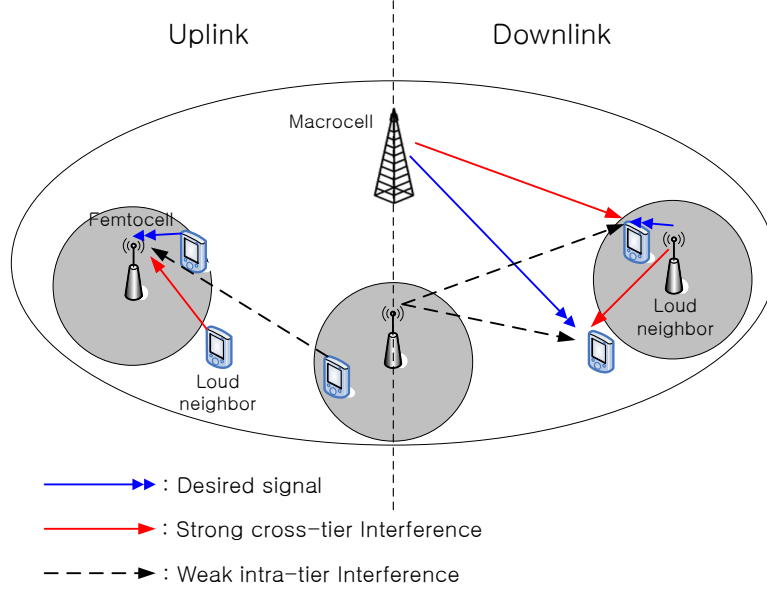 Uplink
Downlink
Macrocell
Femtocell
Loud
neighbor
Loud
neighbor
: Desired signal
: Strong cross-tier Interference
: Weak intra-tier Interference